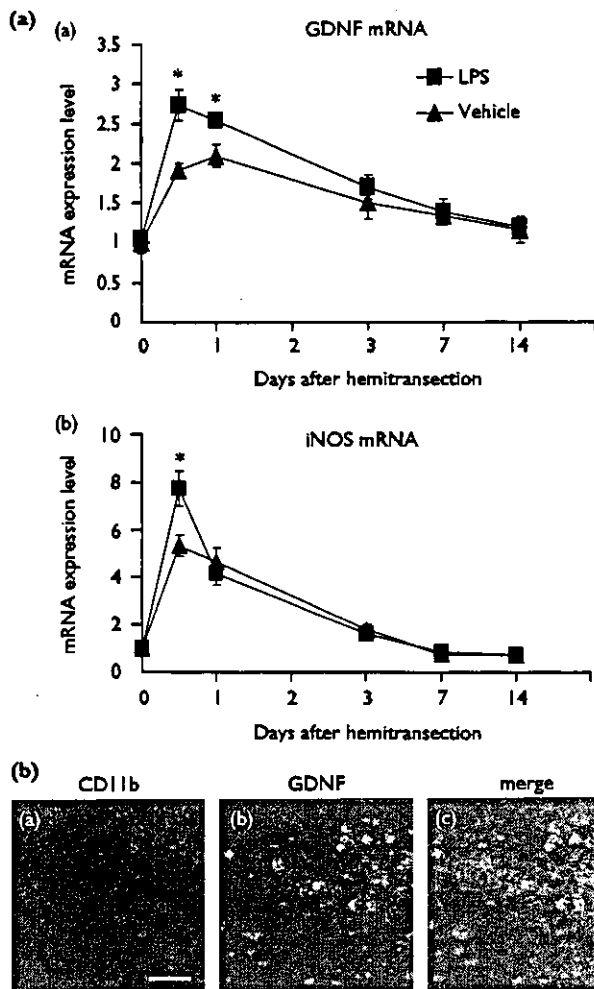 (a)
(a) GDNF mRNA
3.5
3
2.5
2
1.5
1
0.5
0
mRNA expression level
* *
LPS
Vehicle
0 1 2 3 7 14
Days after hemitransection
(b) iNOS mRNA
10
8
6
4
2
0
mRNA expression level
*
0 1 2 3 7 14
Days after hemitransection
(b)
CD11b GDNF merge
(a) (b) (c)